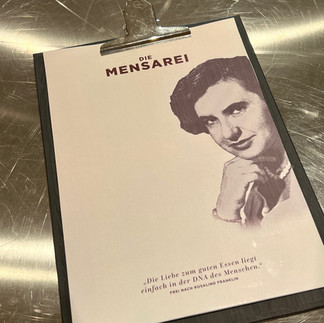 DIE
MENSAREI
„Die Liebe zum guten Essen liegt
einfach in der DNA des Menschen.“
FREI NACH ROSALIND FRANKLIN